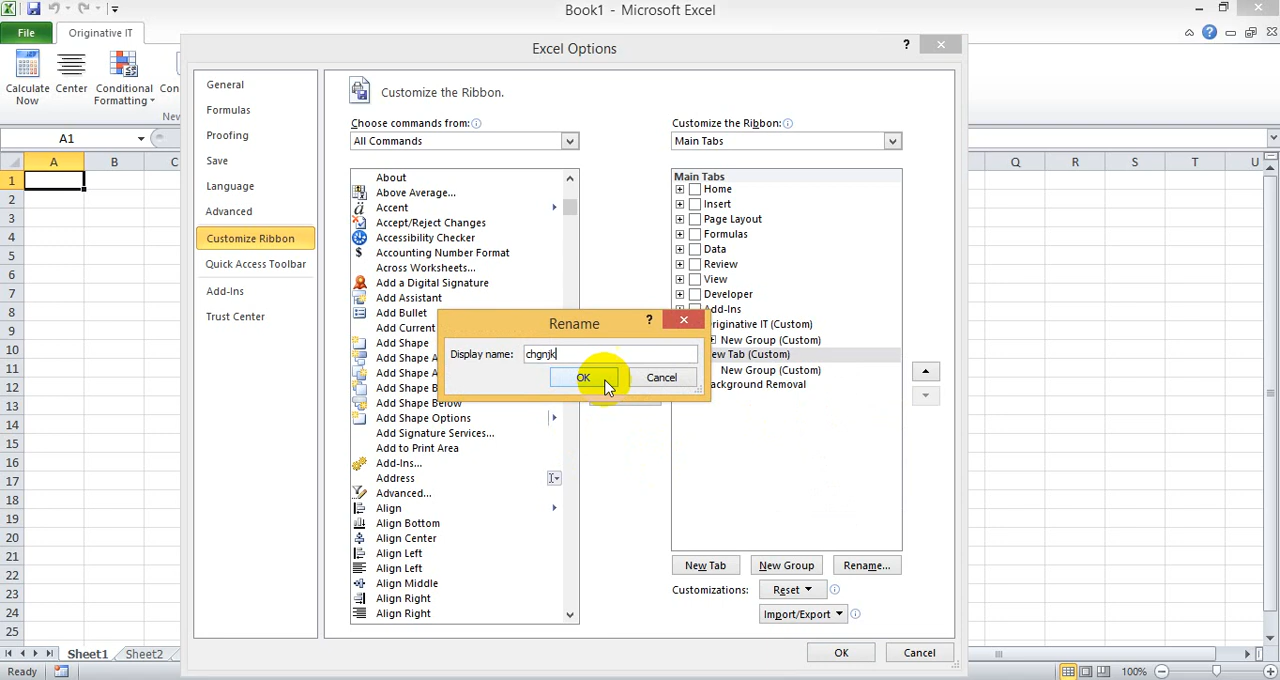 Book1 - Microsoft Excel
File
Originative IT
Calculate Now
Center
Conditional Formatting
New
A1
Excel Options
General
Formulas
Proofing
Save
Language
Advanced
Customize Ribbon
Quick Access Toolbar
Add-Ins
Trust Center
Customize the Ribbon.
Choose commands from:
All Commands
About
Above Average...
Accent
Accept/Reject Changes
Accessibility Checker
Accounting Number Format
Across Worksheets...
Add a Digital Signature
Add Assistant
Add Bullet
Add Current
Add Shape
Add Shape A
Add Shape A
Add Shape B
Add Shape Below
Add Shape Options
Add Signature Services...
Add to Print Area
Add-Ins...
Address
Advanced...
Align
Align Bottom
Align Center
Align Left
Align Left
Align Middle
Align Right
Align Right
Customize the Ribbon:
Main Tabs
Main Tabs
Home
Insert
Page Layout
Formulas
Data
Review
View
Developer
Add-Ins
riginative IT (Custom)
New Group (Custom)
ew Tab (Custom)
New Group (Custom)
ackground Removal
Rename
Display name:
chgnjk
OK
Cancel
New Tab
New Group
Rename...
Customizations:
Reset
Import/Export
OK
Cancel
A B C Q R S T U
1
2
3
4
5
6
7
8
9
10
11
12
13
14
15
16
17
18
19
20
21
22
23
24
25
Sheet1
Sheet2
Ready
100%